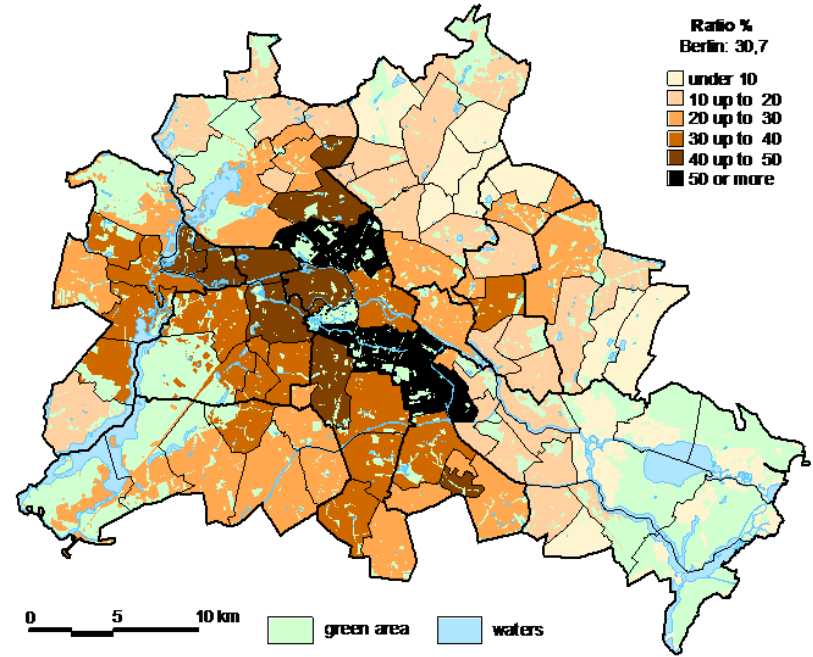 Ratio %
Berlin: 30,7
under 10
10 up to 20
20 up to 30
30 up to 40
40 up to 50
50 or more
0 5 10 km
green area
waters